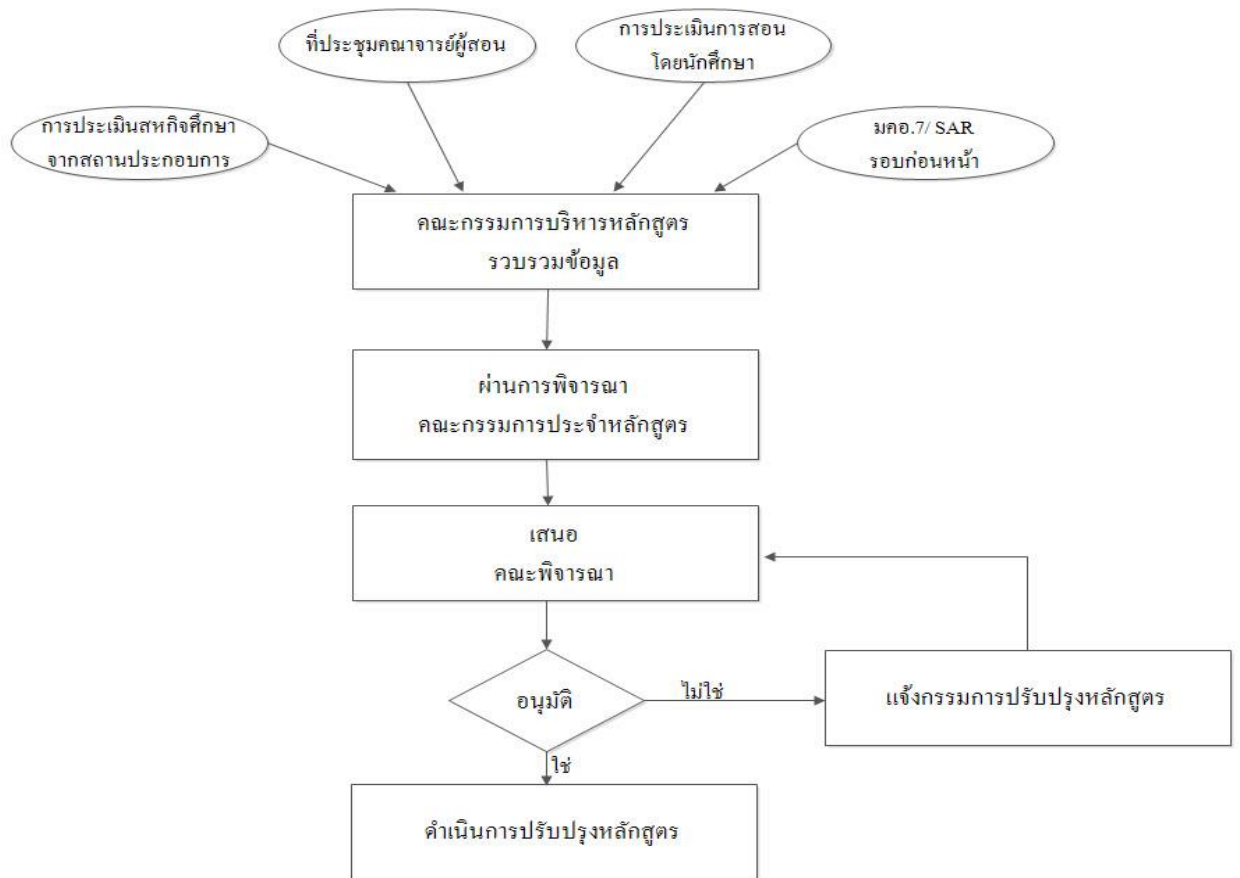 ที่ประชุมคณาจารย์ผู้สอน
การประเมินการสอน
โดยนักศึกษา
การประเมินสหกิจศึกษา
จากสถานประกอบการ
มคอ.7/ SAR
รอบก่อนหน้า
คณะกรรมการบริหารหลักสูตร
รวบรวมข้อมูล
ผ่านการพิจารณา
คณะกรรมการประจำหลักสูตร
เสนอ
คณะพิจารณา
อนุมัติ
ไม่ใช่
แจ้งกรรมการปรับปรุงหลักสูตร
ใช่
ดำเนินการปรับปรุงหลักสูตร